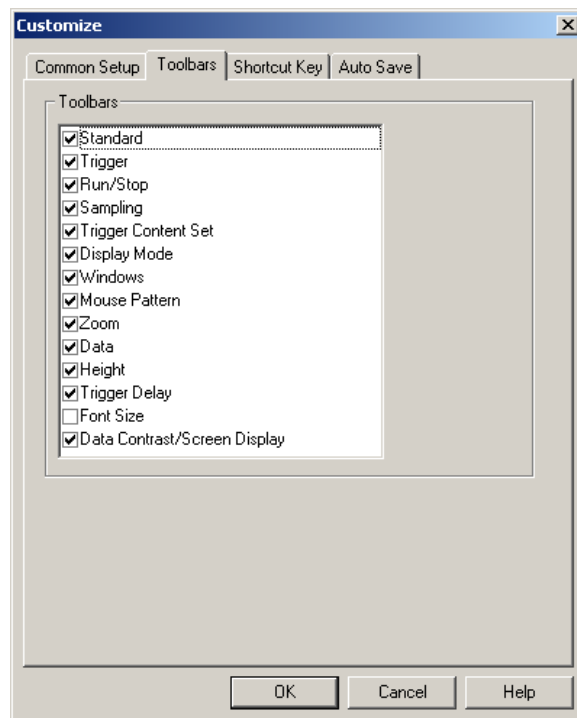 Customize
Common Setup Toolbars Shortcut Key Auto Save
Toolbars
Standard
Trigger
Run/Stop
Sampling
Trigger Content Set
Display Mode
Windows
Mouse Pattern
Zoom
Data
Height
Trigger Delay
Font Size
Data Contrast/Screen Display
OK Cancel Help